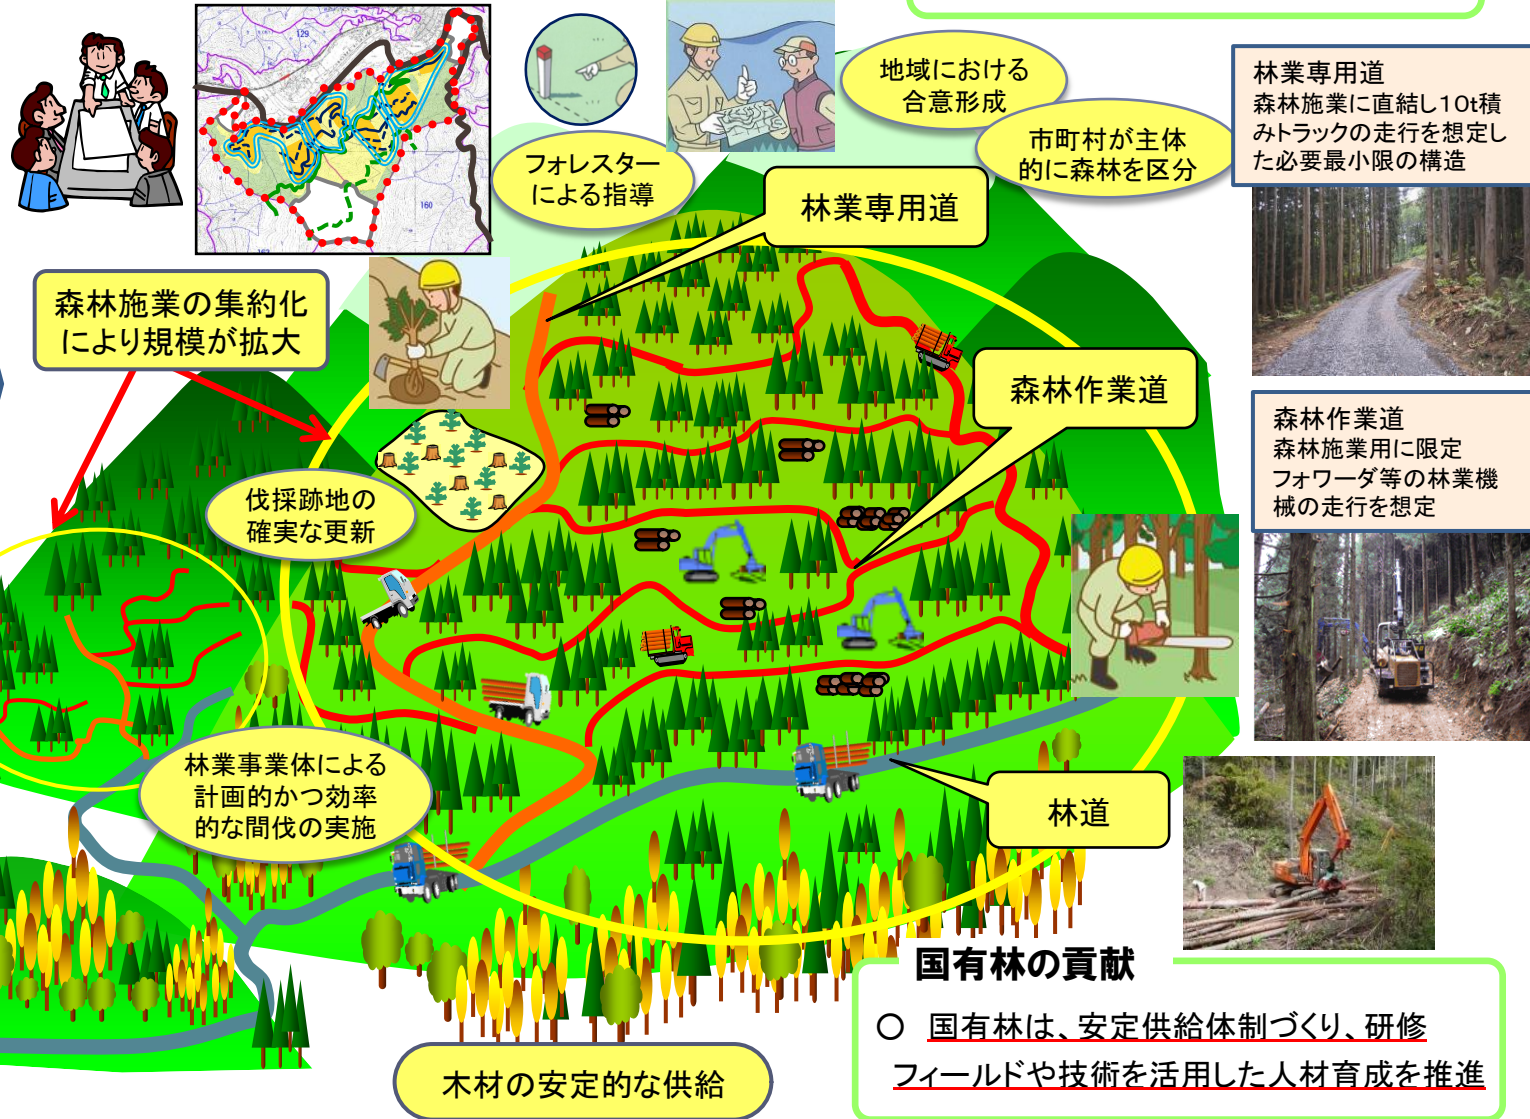 129
160
フォレスター
による指導
地域における
合意形成
市町村が主体
的に森林を区分
林業専用道
森林施業に直結し10t積
みトラックの走行を想定し
た必要最小限の構造
林業専用道
森林施業の集約化
により規模が拡大
森林作業道
森林作業道
森林施業用に限定
フォワーダ等の林業機
械の走行を想定
伐採跡地の
確実な更新
林業事業体による
計画的かつ効率
的な間伐の実施
林道
国有林の貢献
○ 国有林は、安定供給体制づくり、研修
フィールドや技術を活用した人材育成を推進
木材の安定的な供給